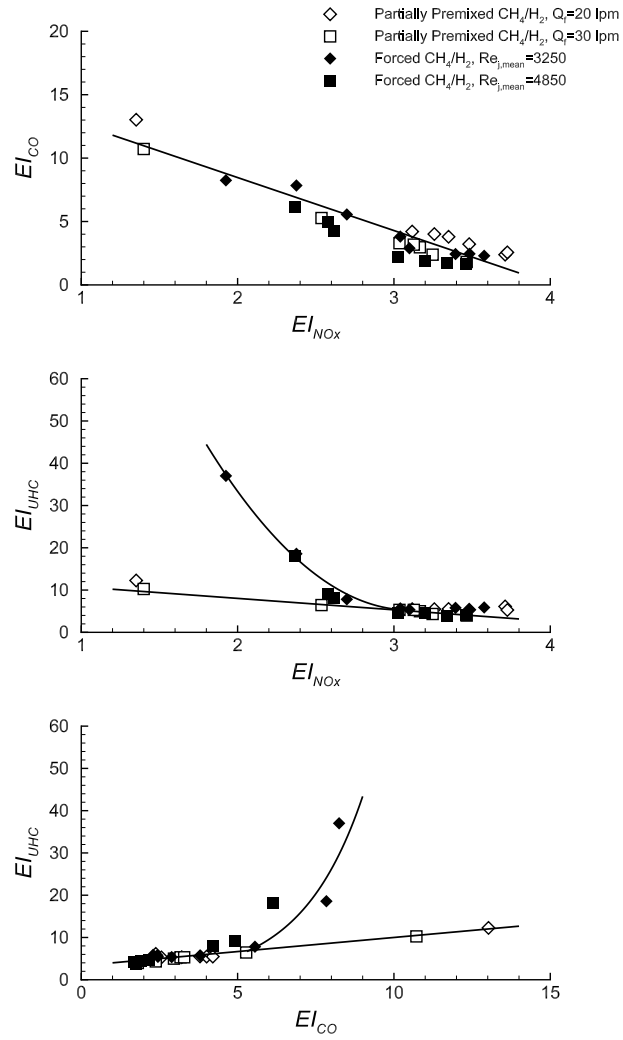 Partially Premixed CH4/H2, Qf=20 lpm
Partially Premixed CH4/H2, Qf=30 lpm
Forced CH4/H2, Rej,mean=3250
Forced CH4/H2, Rej,mean=4850
20
15
10
5
0
EICO
1 2 3 4
EINOx
60
50
40
30
20
10
0
EIUHC
1 2 3 4
EINOx
60
50
40
30
20
10
0
EIUHC
0 5 10 15
EICO